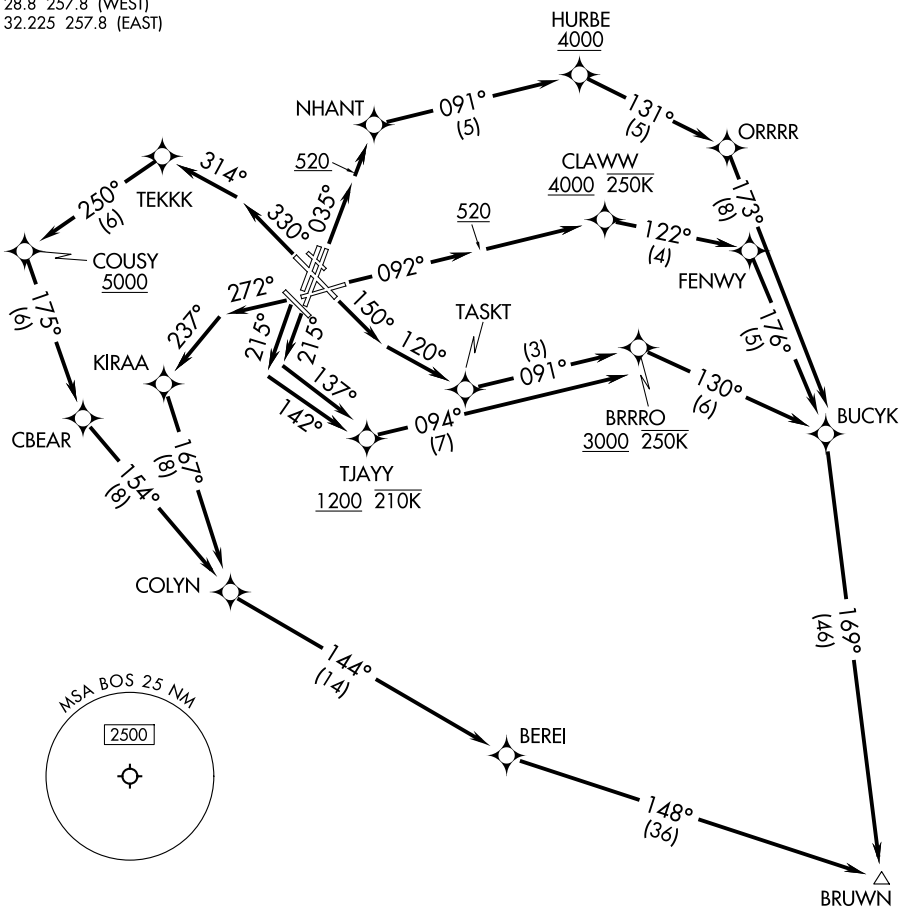 28.8 257.8 (WEST)
32.225 257.8 (EAST)
HURBE
4000
NHANT
091°
(5)
131°
(5)
ORRRR
520
035°
314°
TEKKK
330°
CLAWW
4000 250K
173°
(8)
250°
(6)
520
COUSY
5000
092°
122°
(4)
FENWY
272°
150°
TASKT
175°
(6)
237°
215°
215°
120°
176°
(5)
KIRAA
(3)
091°
137°
142°
130°
(6)
BRRRO
3000 250K
BUCYK
CBEAR
094°
(7)
TJAYY
1200 210K
167°
(8)
154°
(8)
COLYN
169°
(46)
144°
(14)
MSA BOS 25 NM
2500
BEREI
148°
(36)
BRUWN